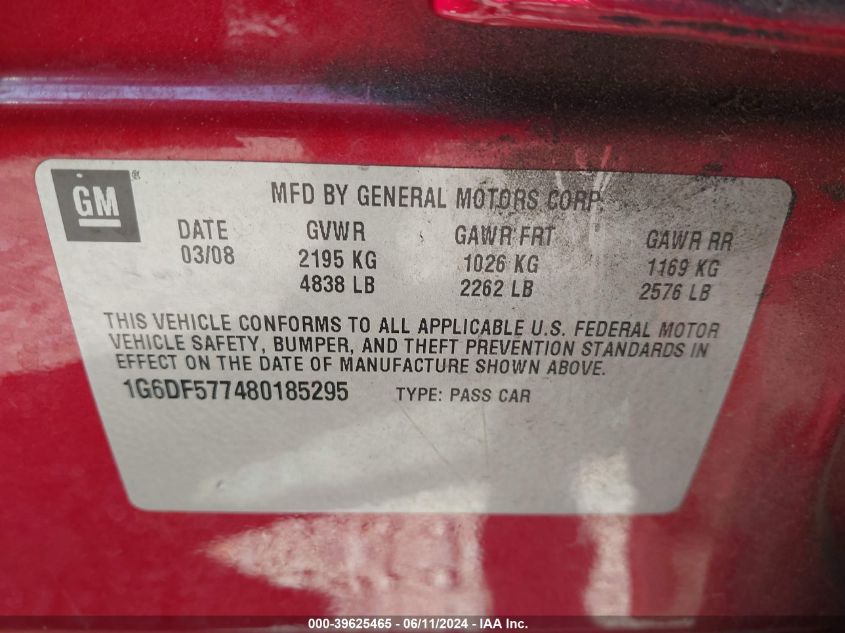 GM®
MFD BY GENERAL MOTORS CORP.
DATE GVWR GAWR FRT GAWR RR
03/08 2195 KG 1026 KG 1169 KG
4838 LB 2262 LB 2576 LB
THIS VEHICLE CONFORMS TO ALL APPLICABLE U.S. FEDERAL MOTOR
VEHICLE SAFETY, BUMPER, AND THEFT PREVENTION STANDARDS IN
EFFECT ON THE DATE OF MANUFACTURE SHOWN ABOVE.
1G6DF577480185295 TYPE: PASS CAR
000-39625465 - 06/11/2024 - IAA Inc.